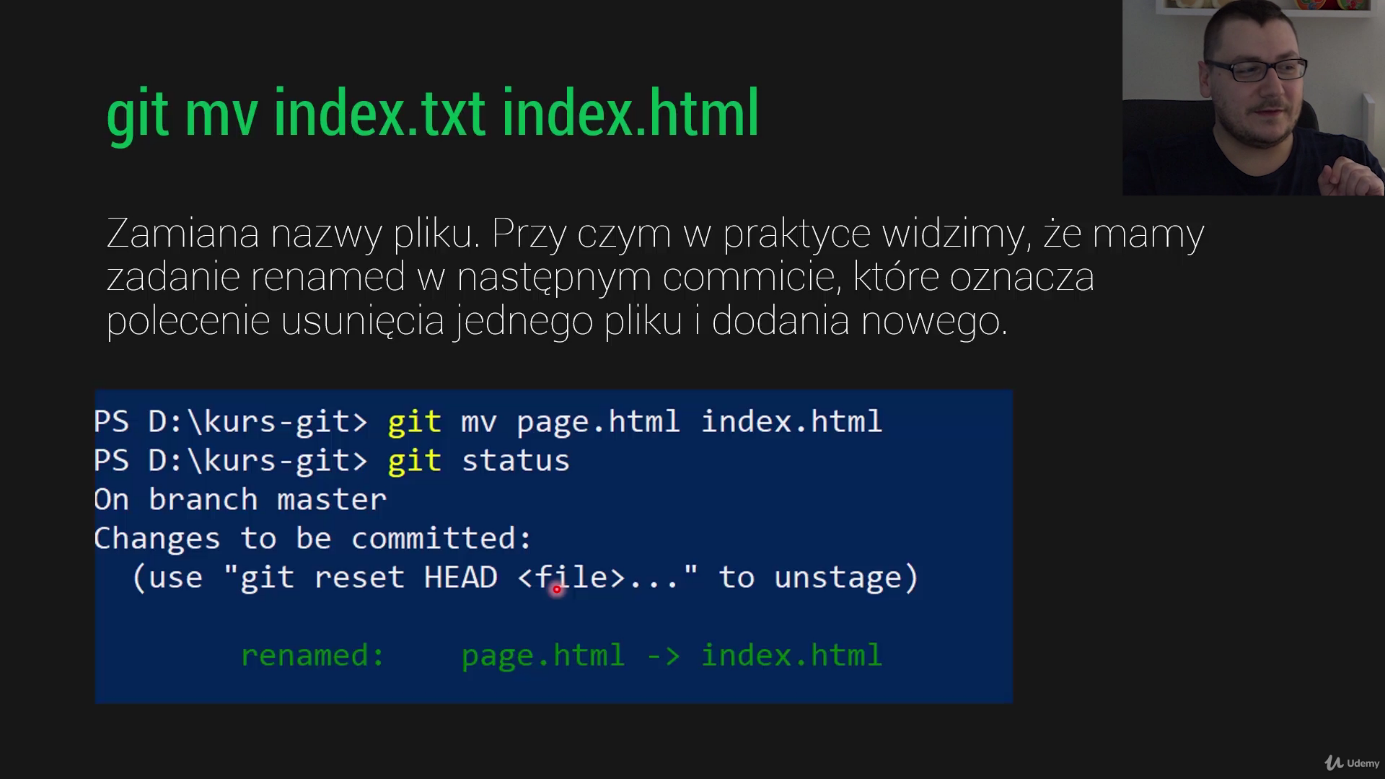 git mv index.txt index.html
Zamiana nazwy pliku. Przy czym w praktyce widzimy, że mamy
zadanie renamed w następnym commicie, które oznacza
polecenie usunięcia jednego pliku i dodania nowego.
PS D:\kurs-git> git mv page.html index.html
PS D:\kurs-git> git status
On branch master
Changes to be committed:
(use "git reset HEAD <file>..." to unstage)
renamed: page.html -> index.html
Udemy